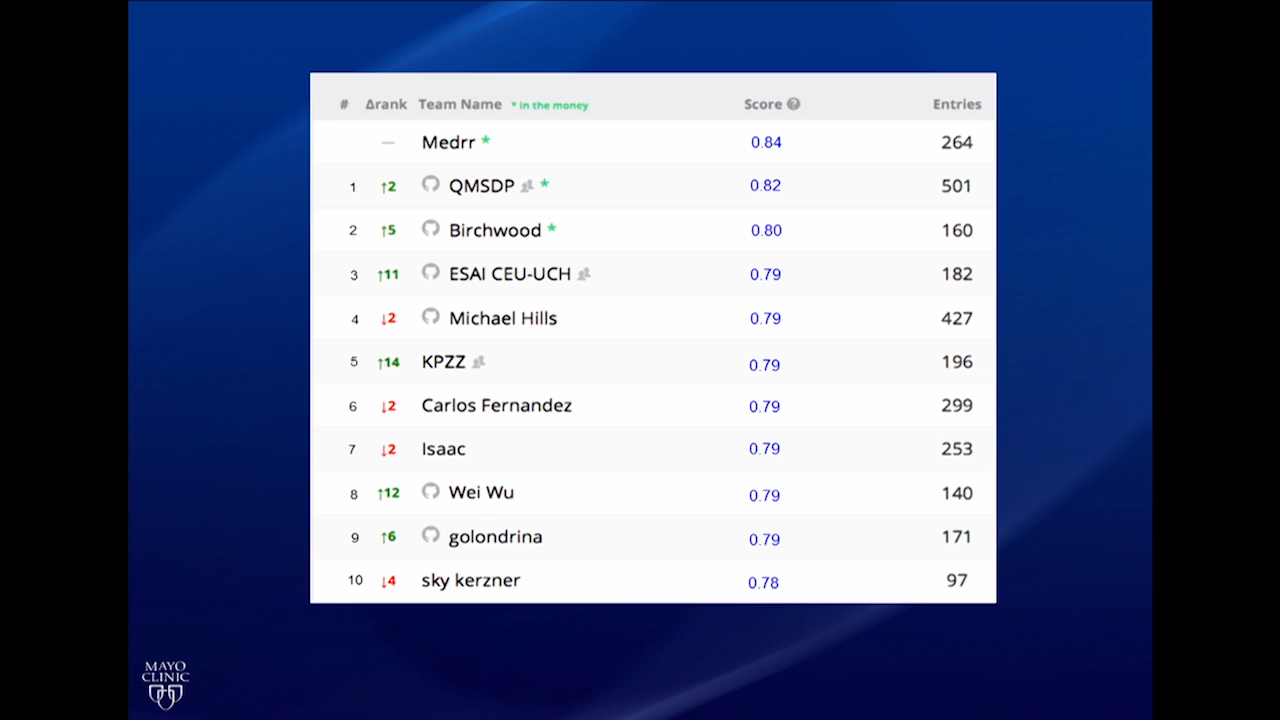 # Δrank Team Name * in the money Score ? Entries
— Medrr * 0.84 264
1 ↑2 QMSDP * 0.82 501
2 ↑5 Birchwood * 0.80 160
3 ↑11 ESAI CEU-UCH 0.79 182
4 ↓2 Michael Hills 0.79 427
5 ↑14 KPZZ 0.79 196
6 ↓2 Carlos Fernandez 0.79 299
7 ↓2 Isaac 0.79 253
8 ↑12 Wei Wu 0.79 140
9 ↑6 golondrina 0.79 171
10 ↓4 sky kerzner 0.78 97
MAYO
CLINIC